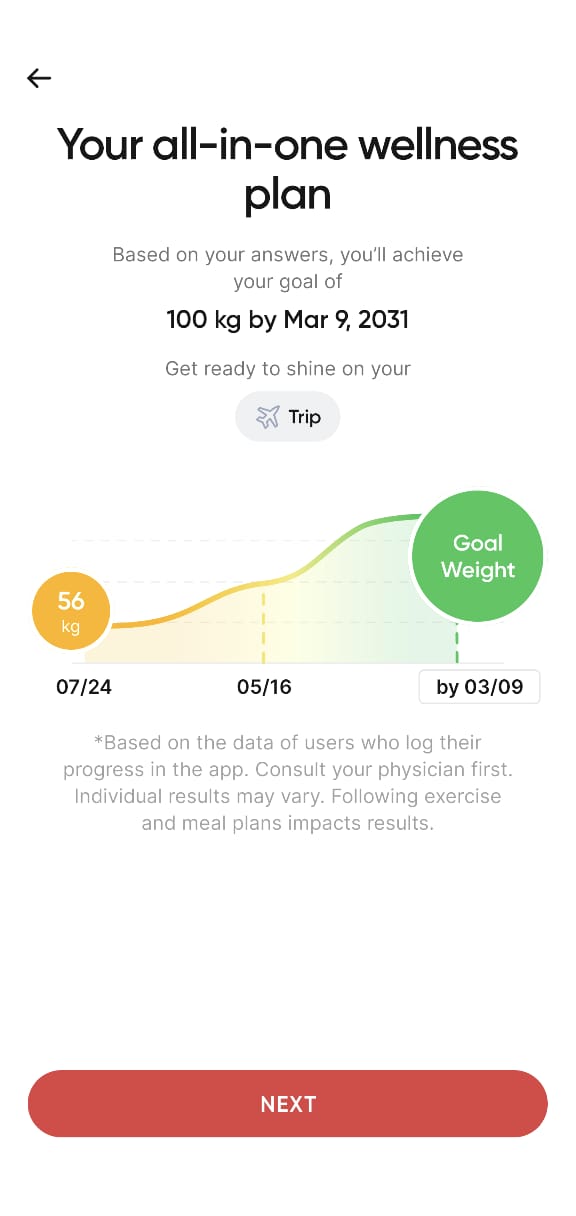 Your all-in-one wellness
plan
Based on your answers, you'll achieve
your goal of
100 kg by Mar 9, 2031
Get ready to shine on your
Trip
Goal
Weight
56
kg
07/24
05/16
by 03/09
*Based on the data of users who log their
progress in the app. Consult your physician first.
Individual results may vary. Following exercise
and meal plans impacts results.
NEXT